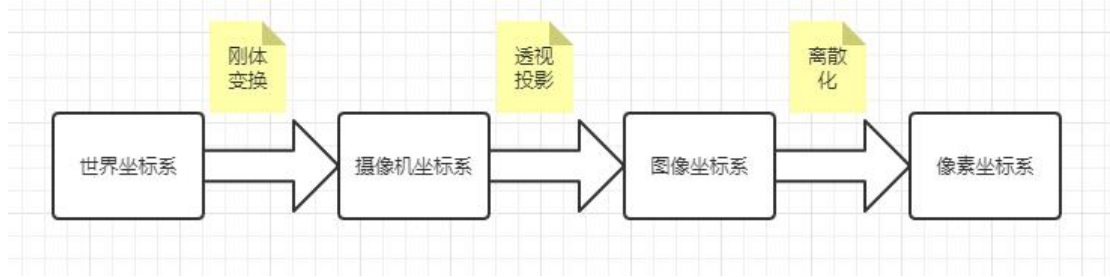 刚体
变换
透视
投影
离散
化
世界坐标系
摄像机坐标系
图像坐标系
像素坐标系